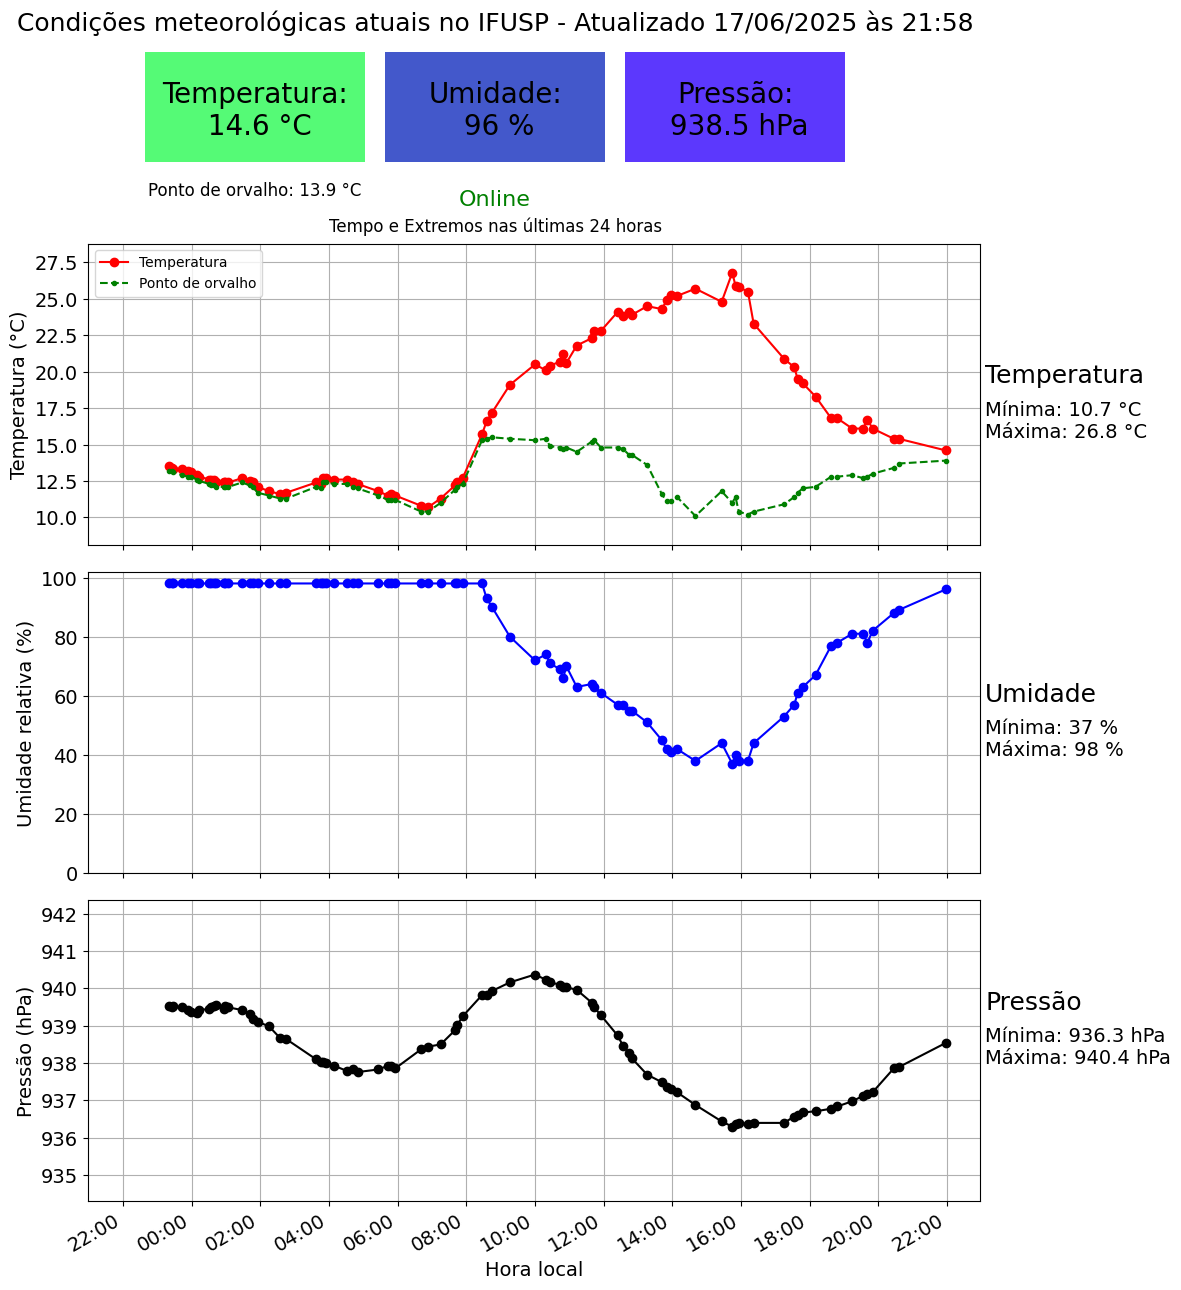 Condições meteorológicas atuais no IFUSP - Atualizado 17/06/2025 às 21:58
Temperatura:
14.6 °C
Umidade:
96 %
Pressão:
938.5 hPa
Ponto de orvalho: 13.9 °C
Online
Tempo e Extremos nas últimas 24 horas
Temperatura
Ponto de orvalho
Temperatura (°C)
27.5
25.0
22.5
20.0
17.5
15.0
12.5
10.0
Temperatura
Mínima: 10.7 °C
Máxima: 26.8 °C
Umidade relativa (%)
100
80
60
40
20
0
Umidade
Mínima: 37 %
Máxima: 98 %
Pressão (hPa)
942
941
940
939
938
937
936
935
Pressão
Mínima: 936.3 hPa
Máxima: 940.4 hPa
22:00 00:00 02:00 04:00 06:00 08:00 10:00 12:00 14:00 16:00 18:00 20:00 22:00
Hora local